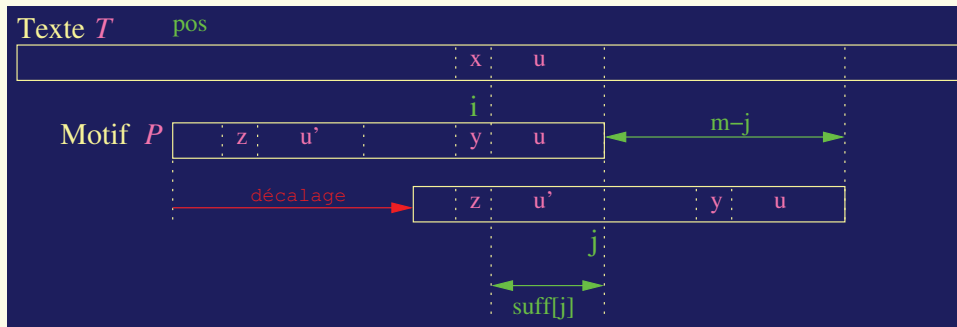 Texte T pos
x u
i
Motif P z u' y u m−j
décalage z u' y u
j
suff[j]